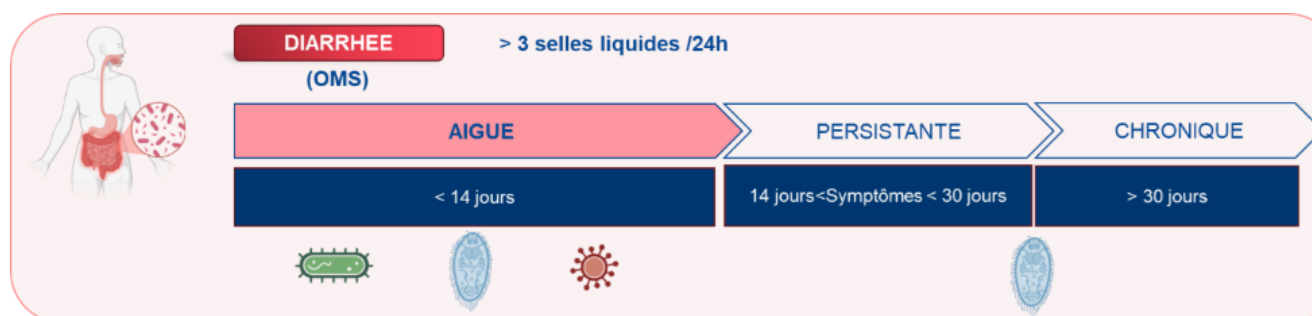 DIARRHEE
> 3 selles liquides /24h
(OMS)
AIGUE
PERSISTANTE
CHRONIQUE
< 14 jours
14 jours<Symptômes < 30 jours
> 30 jours